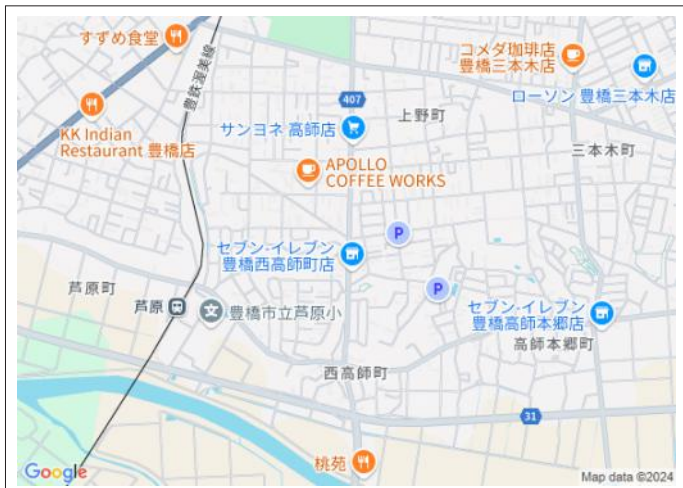 すずめ食堂
豊鉄渥美線
コメダ珈琲店
豊橋三本木店
407
上野町
ローソン 豊橋三本木店
KK Indian
Restaurant 豊橋店
サンヨネ 高師店
三本木町
APOLLO
COFFEE WORKS
P
セブン-イレブン
豊橋西高師町店
芦原町
P
芦原
豊橋市立芦原小
セブン-イレブン
豊橋高師本郷店
高師本郷町
西高師町
31
桃苑
Google
Map data ©2024